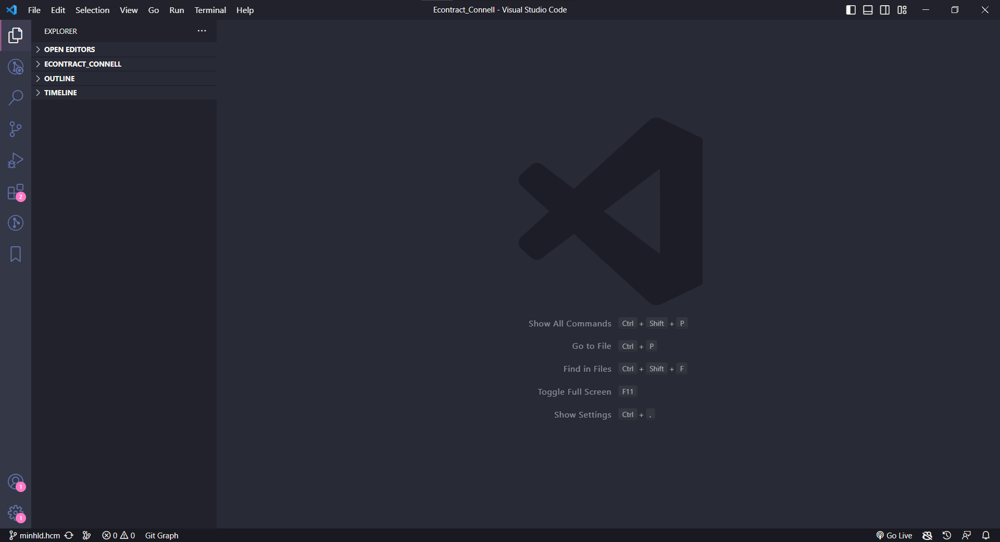 File Edit Selection View Go Run Terminal Help
Econtract_Connell - Visual Studio Code
EXPLORER
OPEN EDITORS
ECONTRACT_CONNELL
OUTLINE
TIMELINE
2
Show All Commands Ctrl + Shift + P
Go to File Ctrl + P
Find in Files Ctrl + Shift + F
Toggle Full Screen F11
Show Settings Ctrl + ,
1
1
minhld.hcm 0 0 Git Graph
Go Live